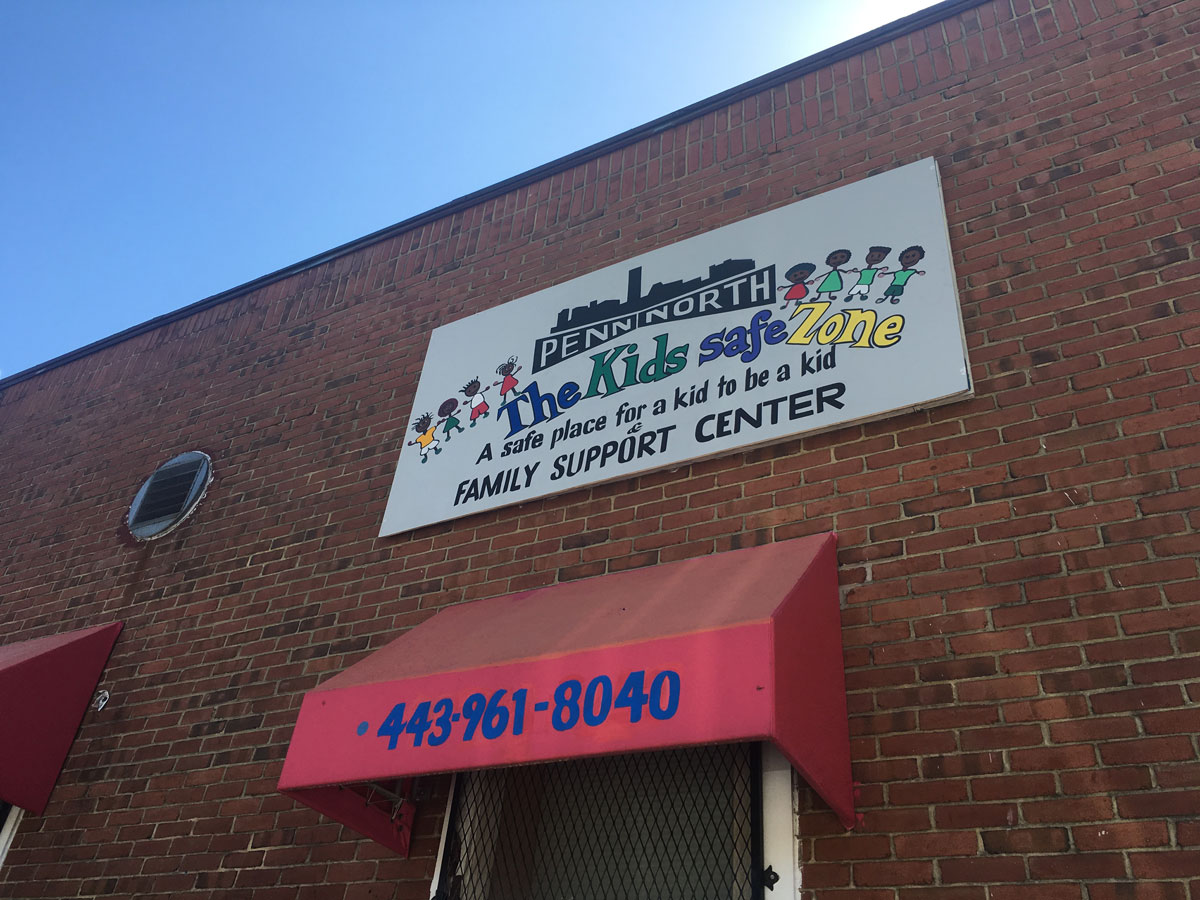 PENN NORTH
The Kids safe Zone
A safe place for a kid to be a kid
&
FAMILY SUPPORT CENTER
443-961-8040